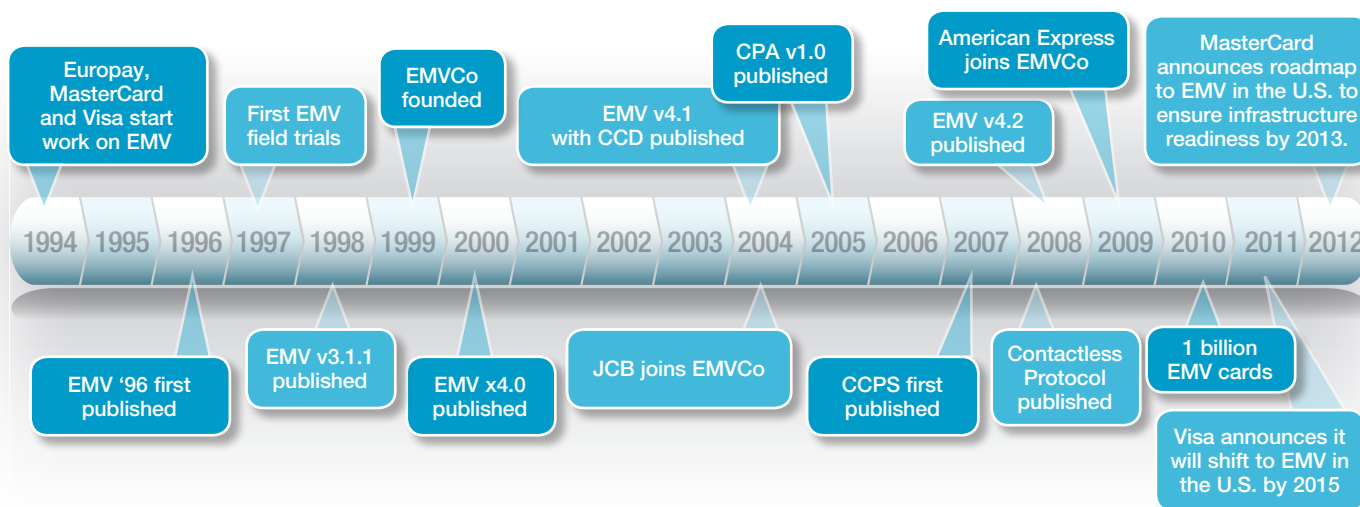 Europay,
MasterCard
and Visa start
work on EMV
First EMV
field trials
EMVCo
founded
EMV v4.1
with CCD published
CPA v1.0
published
EMV v4.2
published
American Express
joins EMVCo
MasterCard
announces roadmap
to EMV in the U.S. to
ensure infrastructure
readiness by 2013.
1994 1995 1996 1997 1998 1999 2000 2001 2002 2003 2004 2005 2006 2007 2008 2009 2010 2011 2012
EMV ‘96 first
published
EMV v3.1.1
published
EMV x4.0
published
JCB joins EMVCo
CCPS first
published
Contactless
Protocol
published
1 billion
EMV cards
Visa announces it
will shift to EMV in
the U.S. by 2015